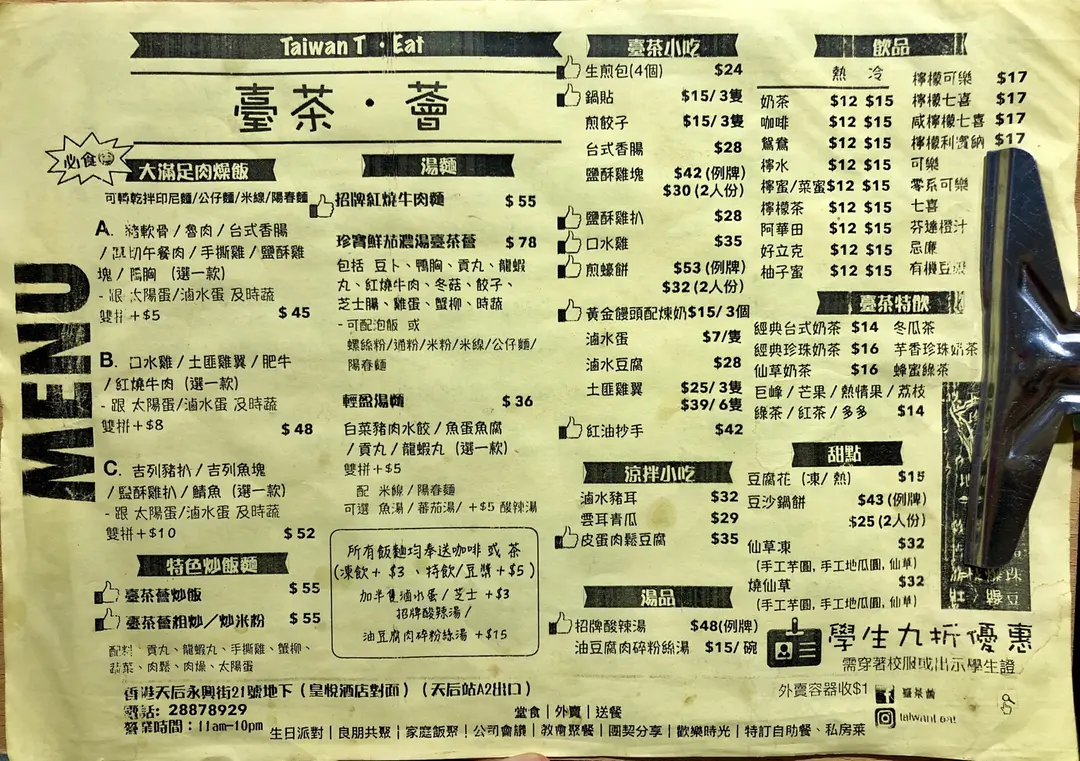 Taiwan T · Eat
臺茶·薈
MENU
必食
大滿足肉燥飯
可轉乾拌印尼麵/公仔麵/米線/陽春麵
A. 豬軟骨 / 魯肉 / 台式香腸
/ 厚切午餐肉 / 手撕雞 / 鹽酥雞
塊 / 鴨胸 (選一款)
- 跟 太陽蛋/滷水蛋 及時蔬
雙拼 +$5 $45
B. 口水雞 / 土匪雞翼 / 肥牛
/ 紅燒牛肉 (選一款)
- 跟 太陽蛋/滷水蛋 及時蔬
雙拼+$8 $48
C. 吉列豬扒 / 吉列魚塊
/ 鹽酥雞扒 / 鯖魚 (選一款)
- 跟 太陽蛋/滷水蛋 及時蔬
雙拼+$10 $52
特色炒飯麵
臺茶薈炒飯 $55
臺茶薈粗炒/炒米粉 $55
配料 貢丸、龍蝦丸、手撕雞、蟹柳、
蔬菜、肉鬆、肉燥、太陽蛋
湯麵
招牌紅燒牛肉麵 $55
珍寶鮮茄濃湯臺茶薈 $78
包括 豆卜、鴨胸、貢丸、龍蝦
丸、紅燒牛肉、冬菇、餃子、
芝士腸、雞蛋、蟹柳、時蔬
- 可配泡飯 或
螺絲粉/通粉/米粉/米線/公仔麵/
陽春麵
輕盈湯麵 $36
白菜豬肉水餃 / 魚蛋魚腐
/ 貢丸 / 龍蝦丸 (選一款)
雙拼+$5
配 米線 / 陽春麵
可選 魚湯 / 蕃茄湯/ +$5 酸辣湯
所有飯麵均奉送咖啡 或 茶
(凍飲+ $3 、特飲/豆漿+$5)
加半隻滷水蛋 / 芝士 +$3
招牌酸辣湯 /
油豆腐肉碎粉絲湯 +$15
臺茶小吃
生煎包(4個) $24
鍋貼 $15/ 3隻
煎餃子 $15/ 3隻
台式香腸 $28
鹽酥雞塊 $42 (例牌)
$30 (2人份)
鹽酥雞扒 $28
口水雞 $35
煎蠔餅 $53 (例牌)
$32 (2人份)
黃金饅頭配煉奶 $15/ 3個
滷水蛋 $7/隻
滷水豆腐 $28
土匪雞翼 $25/ 3隻
$39/ 6隻
紅油抄手 $42
涼拌小吃
滷水豬耳 $32
雲耳青瓜 $29
皮蛋肉鬆豆腐 $35
湯品
招牌酸辣湯 $48(例牌)
油豆腐肉碎粉絲湯 $15/ 碗
飲品
熱 冷
奶茶 $12 $15
咖啡 $12 $15
鴛鴦 $12 $15
檸水 $12 $15
檸蜜/菜蜜 $12 $15
檸檬茶 $12 $15
阿華田 $12 $15
好立克 $12 $15
柚子蜜 $12 $15
檸檬可樂 $17
檸檬七喜 $17
咸檸檬七喜 $17
檸檬利賓納 $17
可樂
零系可樂
七喜
芬達橙汁
忌廉
有機豆漿
臺茶特飲
經典台式奶茶 $14 冬瓜茶
經典珍珠奶茶 $16 芋香珍珠奶茶
仙草奶茶 $16 蜂蜜綠茶
巨峰 / 芒果 / 熱情果 / 荔枝
綠茶 / 紅茶 / 多多 $14
甜點
豆腐花 (凍/ 熱) $15
豆沙鍋餅 $43 (例牌)
$25 (2人份)
仙草凍 $32
(手工芋圓, 手工地瓜圓, 仙草)
燒仙草 $32
(手工芋圓, 手工地瓜圓, 仙草)
學生九折優惠
需穿著校服或出示學生證
外賣容器收$1
臺茶薈
taiwant.eat
香港天后永興街21號地下 (皇悅酒店對面) (天后站A2出口)
電話: 28878929
營業時間:11am-10pm
堂食 | 外賣 | 送餐
生日派對 | 良朋共聚 | 家庭飯聚 | 公司會議 | 教會聚餐 | 團契分享 | 歡樂時光 | 特訂自助餐、私房菜